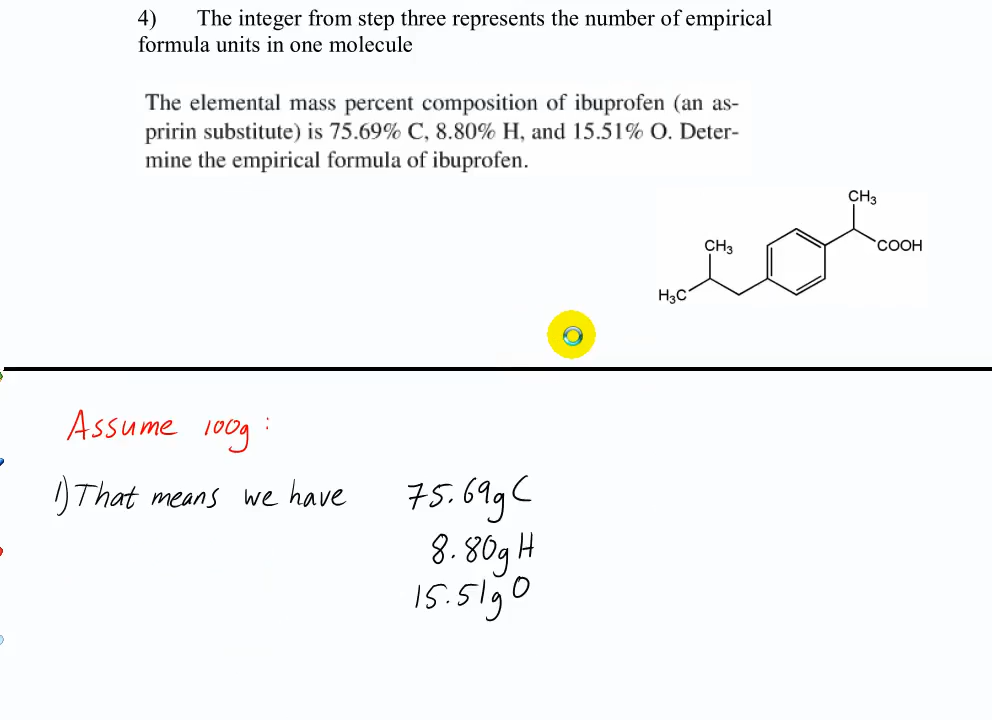 4) The integer from step three represents the number of empirical
formula units in one molecule
The elemental mass percent composition of ibuprofen (an as-
pririn substitute) is 75.69% C, 8.80% H, and 15.51% O. Deter-
mine the empirical formula of ibuprofen.
CH3
COOH
CH3
H3C
Assume 100g:
1) That means we have 75.69g C
8.80g H
15.51g O